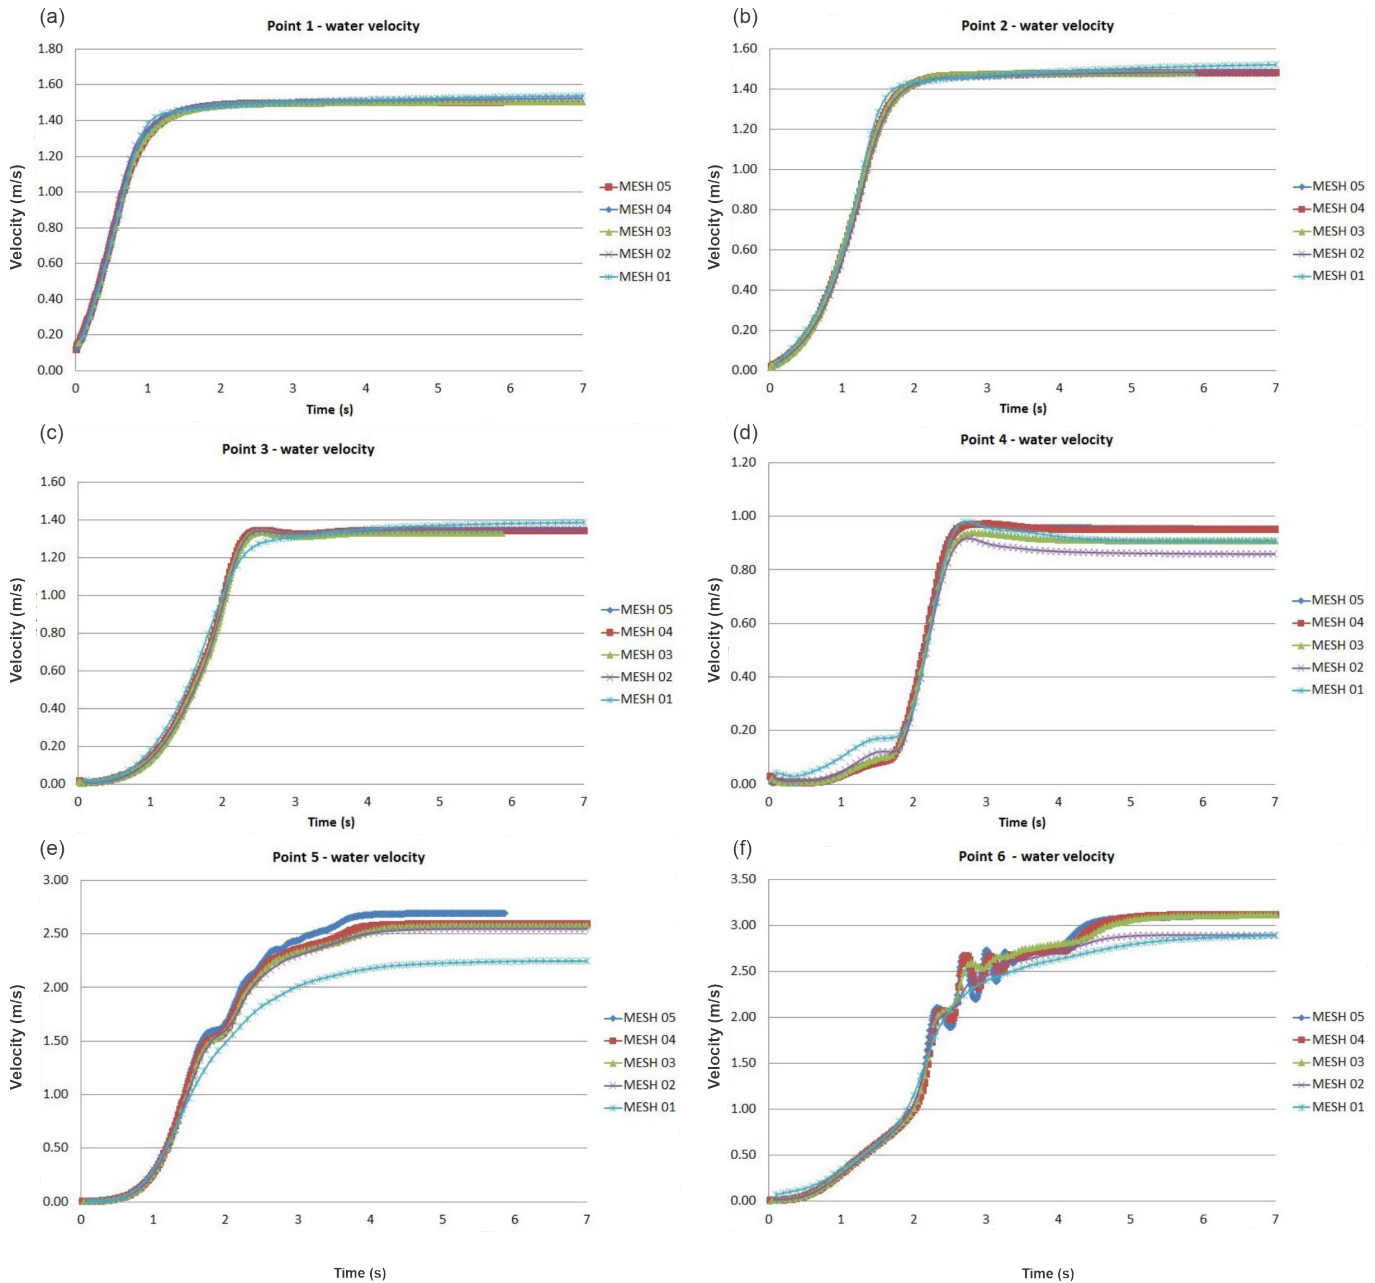 (a)
Point 1 - water velocity
1.80
1.60
1.40
1.20
1.00
0.80
0.60
0.40
0.20
0.00
Velocity (m/s)
0 1 2 3 4 5 6 7
Time (s)
MESH 05
MESH 04
MESH 03
MESH 02
MESH 01
(b)
Point 2 - water velocity
1.60
1.40
1.20
1.00
0.80
0.60
0.40
0.20
0.00
Velocity (m/s)
0 1 2 3 4 5 6 7
Time (s)
MESH 05
MESH 04
MESH 03
MESH 02
MESH 01
(c)
Point 3 - water velocity
1.60
1.40
1.20
1.00
0.80
0.60
0.40
0.20
0.00
Velocity (m/s)
0 1 2 3 4 5 6 7
Time (s)
MESH 05
MESH 04
MESH 03
MESH 02
MESH 01
(d)
Point 4 - water velocity
1.20
1.00
0.80
0.60
0.40
0.20
0.00
Velocity (m/s)
0 1 2 3 4 5 6 7
Time (s)
MESH 05
MESH 04
MESH 03
MESH 02
MESH 01
(e)
Point 5 - water velocity
3.00
2.50
2.00
1.50
1.00
0.50
0.00
Velocity (m/s)
0 1 2 3 4 5 6 7
Time (s)
MESH 05
MESH 04
MESH 03
MESH 02
MESH 01
(f)
Point 6 - water velocity
3.50
3.00
2.50
2.00
1.50
1.00
0.50
0.00
Velocity (m/s)
0 1 2 3 4 5 6 7
Time (s)
MESH 05
MESH 04
MESH 03
MESH 02
MESH 01